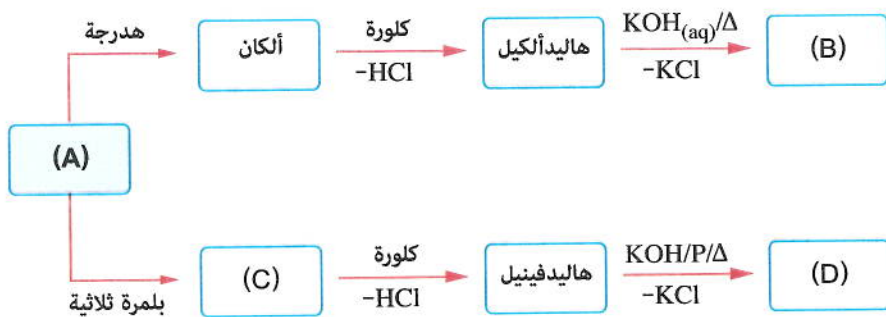 هدرجة
ألكان
كلورة
-HCl
هاليدألكيل
KOH(aq)/Δ
-KCl
(B)
(A)
بلمرة ثلاثية
(C)
كلورة
-HCl
هاليدفينيل
KOH/P/Δ
-KCl
(D)